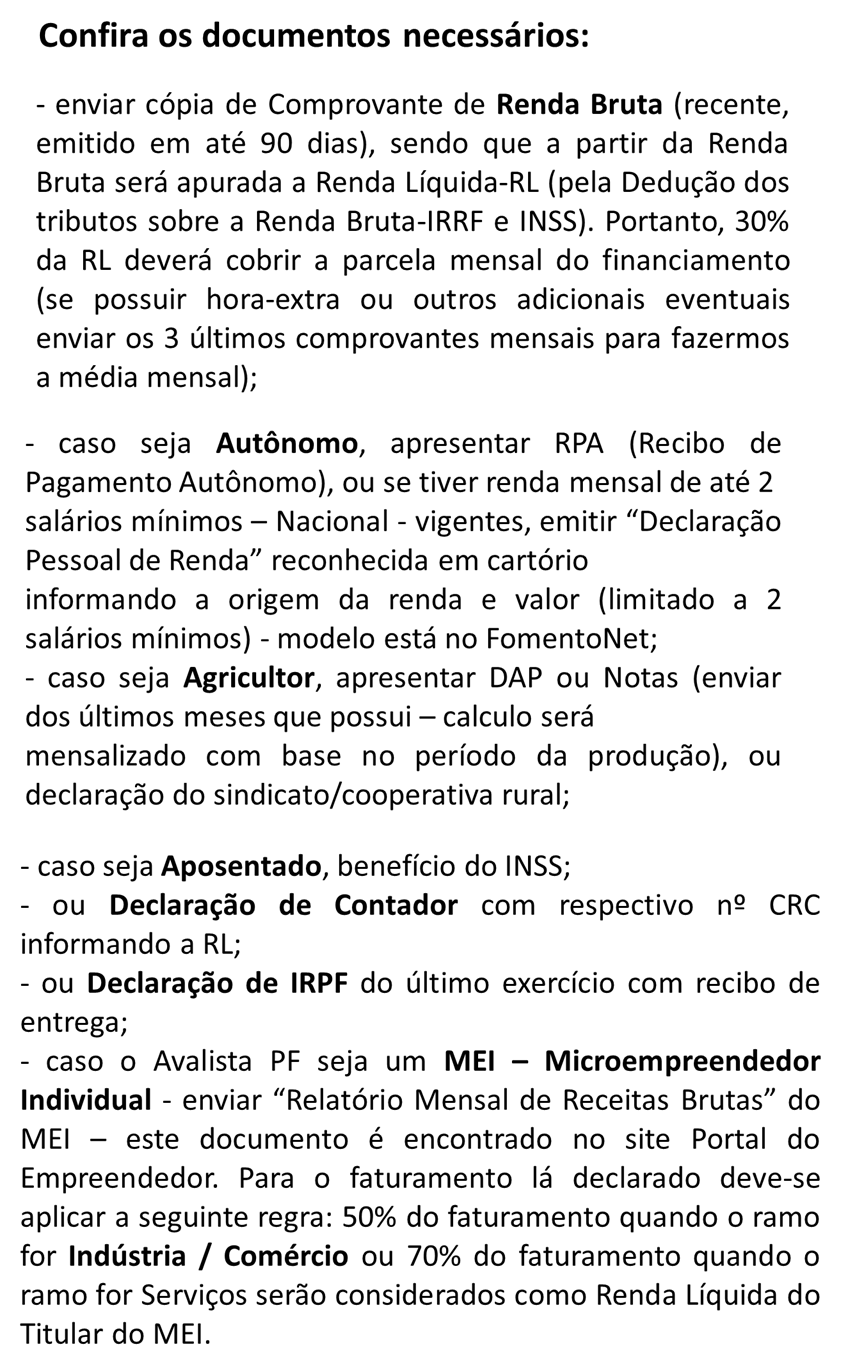 Confira os documentos necessários:
- enviar cópia de Comprovante de Renda Bruta (recente,
emitido em até 90 dias), sendo que a partir da Renda
Bruta será apurada a Renda Líquida-RL (pela Dedução dos
tributos sobre a Renda Bruta-IRRF e INSS). Portanto, 30%
da RL deverá cobrir a parcela mensal do financiamento
(se possuir hora-extra ou outros adicionais eventuais
enviar os 3 últimos comprovantes mensais para fazermos
a média mensal);
- caso seja Autônomo, apresentar RPA (Recibo de
Pagamento Autônomo), ou se tiver renda mensal de até 2
salários mínimos – Nacional - vigentes, emitir “Declaração
Pessoal de Renda” reconhecida em cartório
informando a origem da renda e valor (limitado a 2
salários mínimos) - modelo está no FomentoNet;
- caso seja Agricultor, apresentar DAP ou Notas (enviar
dos últimos meses que possui – calculo será
mensalizado com base no período da produção), ou
declaração do sindicato/cooperativa rural;
- caso seja Aposentado, benefício do INSS;
- ou Declaração de Contador com respectivo nº CRC
informando a RL;
- ou Declaração de IRPF do último exercício com recibo de
entrega;
- caso o Avalista PF seja um MEI – Microempreendedor
Individual - enviar “Relatório Mensal de Receitas Brutas” do
MEI – este documento é encontrado no site Portal do
Empreendedor. Para o faturamento lá declarado deve-se
aplicar a seguinte regra: 50% do faturamento quando o ramo
for Indústria / Comércio ou 70% do faturamento quando o
ramo for Serviços serão considerados como Renda Líquida do
Titular do MEI.